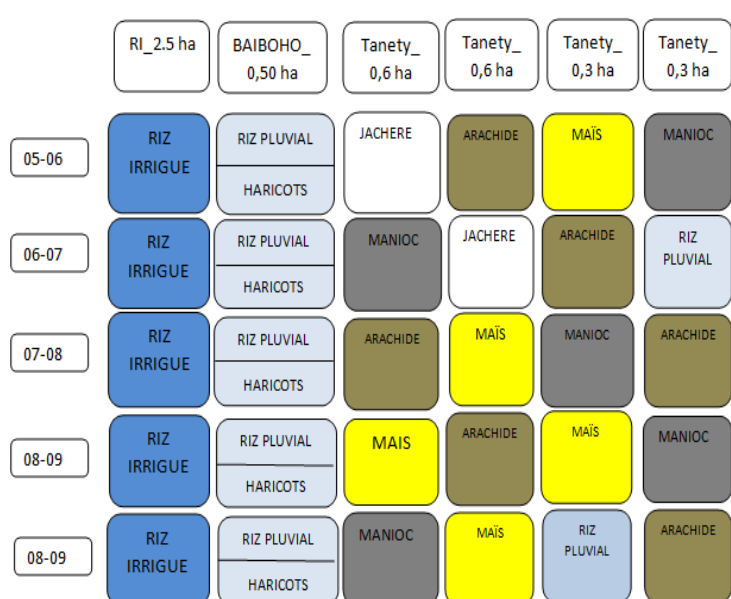 RI_2.5 ha
BAIBOHO_
0,50 ha
Tanety_
0,6 ha
Tanety_
0,6 ha
Tanety_
0,3 ha
Tanety_
0,3 ha
05-06
RIZ
IRRIGUE
RIZ PLUVIAL
HARICOTS
JACHERE
ARACHIDE
MAÏS
MANIOC
06-07
RIZ
IRRIGUE
RIZ PLUVIAL
HARICOTS
MANIOC
JACHERE
ARACHIDE
RIZ
PLUVIAL
07-08
RIZ
IRRIGUE
RIZ PLUVIAL
HARICOTS
ARACHIDE
MAÏS
MANIOC
ARACHIDE
08-09
RIZ
IRRIGUE
RIZ PLUVIAL
HARICOTS
MAIS
ARACHIDE
MAÏS
MANIOC
08-09
RIZ
IRRIGUE
RIZ PLUVIAL
HARICOTS
MANIOC
MAÏS
RIZ
PLUVIAL
ARACHIDE